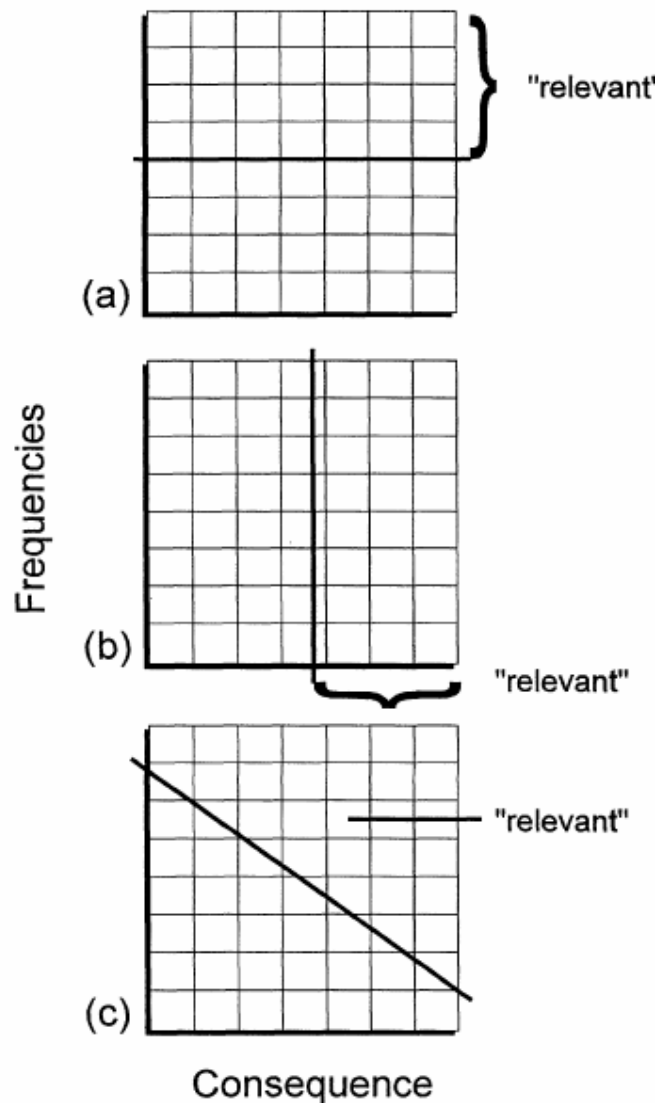 "relevant"
(a)
Frequencies
(b)
"relevant"
"relevant"
(c)
Consequence